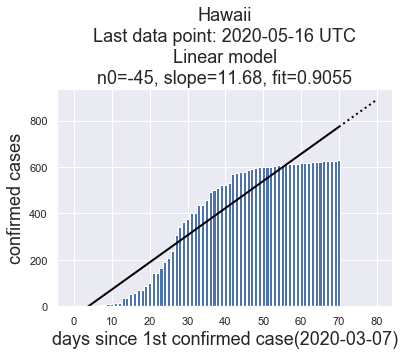 Hawaii
Last data point: 2020-05-16 UTC
Linear model
n0=-45, slope=11.68, fit=0.9055
800
600
400
200
0
confirmed cases
0 10 20 30 40 50 60 70 80
days since 1st confirmed case(2020-03-07)